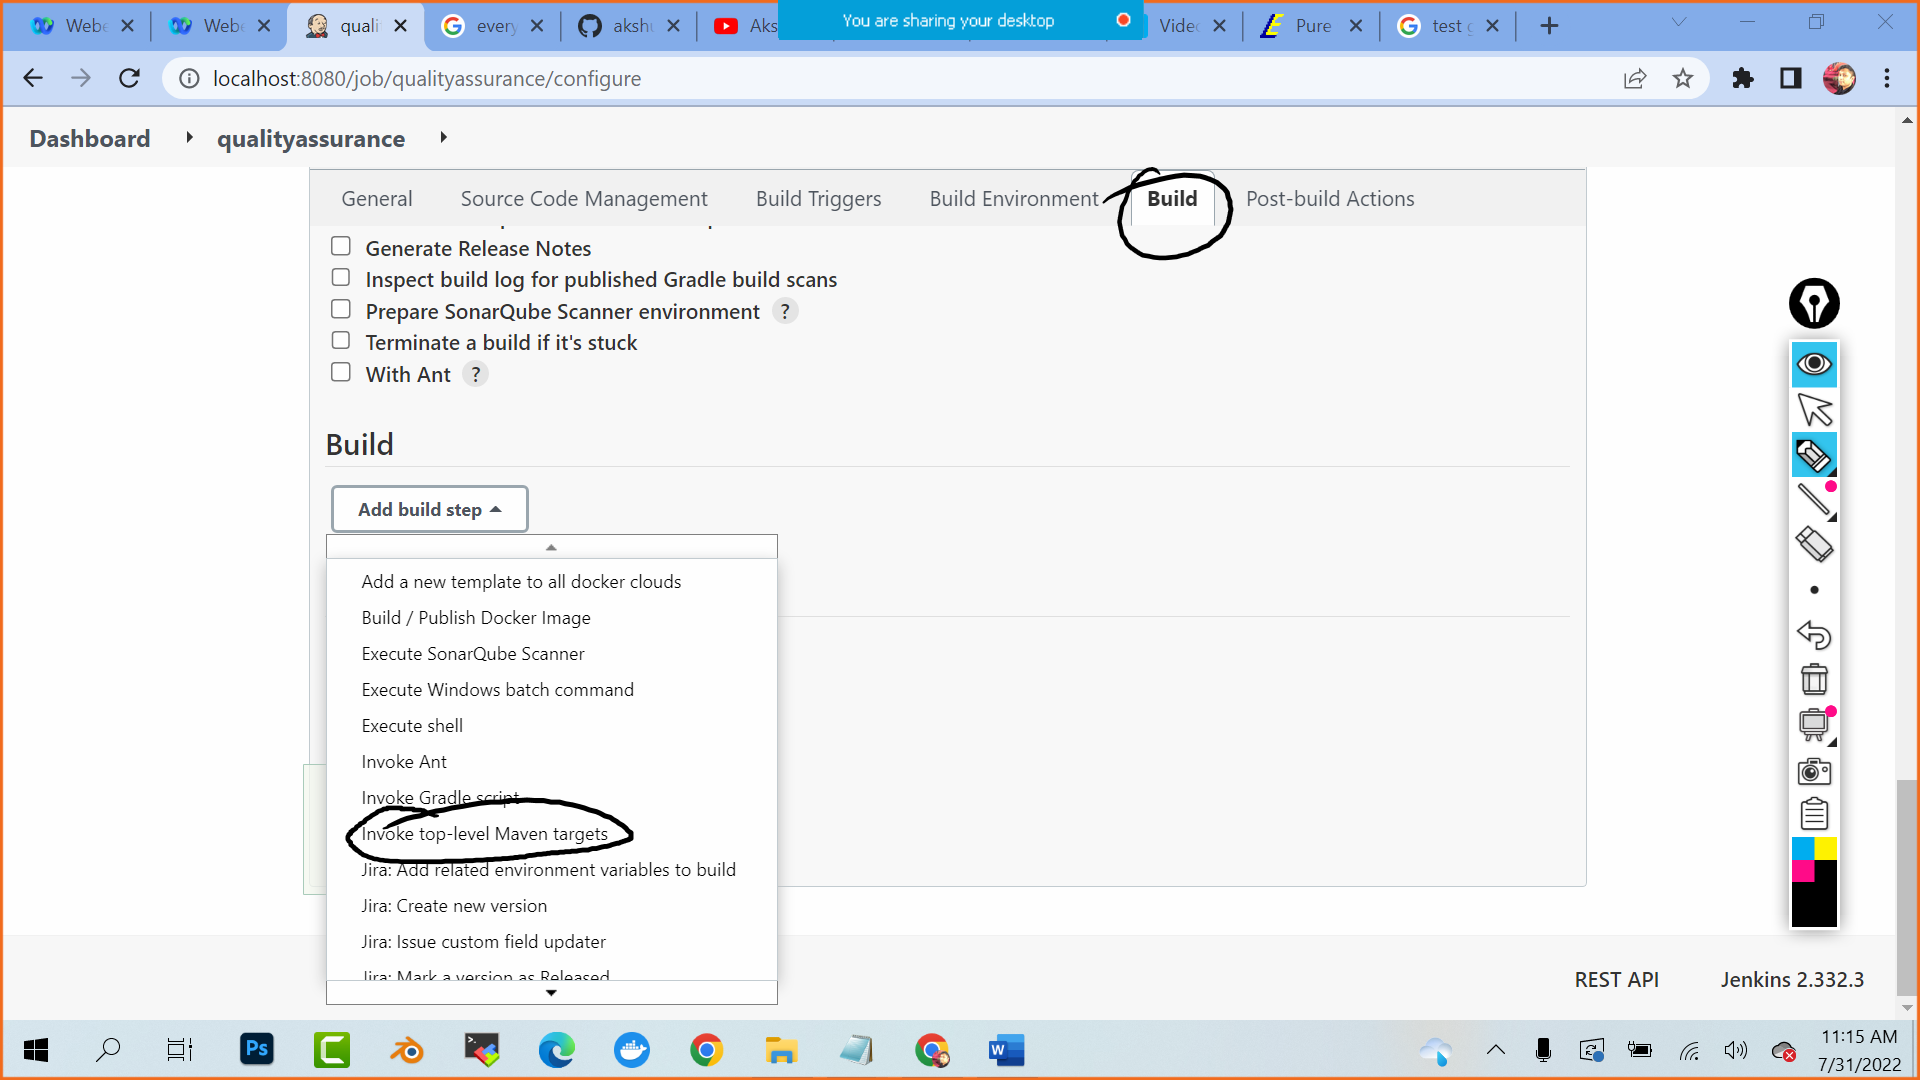 Webe
Webe
quali
every
akshu
Aks
You are sharing your desktop
Video
Pure
test g
localhost:8080/job/qualityassurance/configure
Dashboard
qualityassurance
General
Source Code Management
Build Triggers
Build Environment
Build
Post-build Actions
Generate Release Notes
Inspect build log for published Gradle build scans
Prepare SonarQube Scanner environment ?
Terminate a build if it's stuck
With Ant ?
Build
Add build step
Add a new template to all docker clouds
Build / Publish Docker Image
Execute SonarQube Scanner
Execute Windows batch command
Execute shell
Invoke Ant
Invoke Gradle script
Invoke top-level Maven targets
Jira: Add related environment variables to build
Jira: Create new version
Jira: Issue custom field updater
Jira: Mark a version as Released
REST API
Jenkins 2.332.3
Ps
11:15 AM
7/31/2022